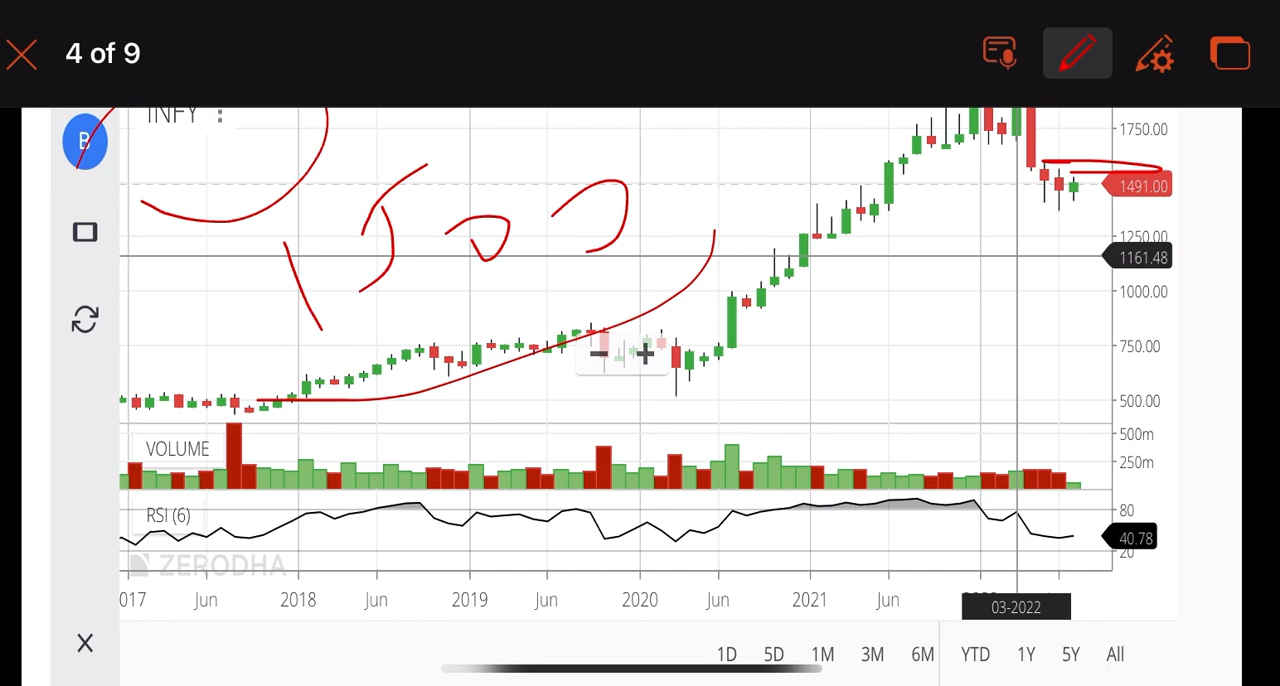 4 of 9
B
INFY
1750.00
1491.00
1250.00
1161.48
1000.00
750.00
500.00
VOLUME
500m
250m
RSI (6)
80
40.78
20
ZERODHA
017 Jun 2018 Jun 2019 Jun 2020 Jun 2021 Jun
03-2022
1D 5D 1M 3M 6M YTD 1Y 5Y All